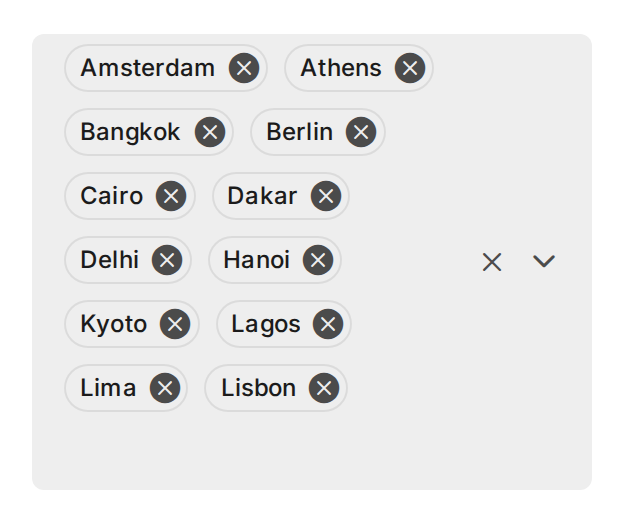 Amsterdam Athens
Bangkok Berlin
Cairo Dakar
Delhi Hanoi
Kyoto Lagos
Lima Lisbon